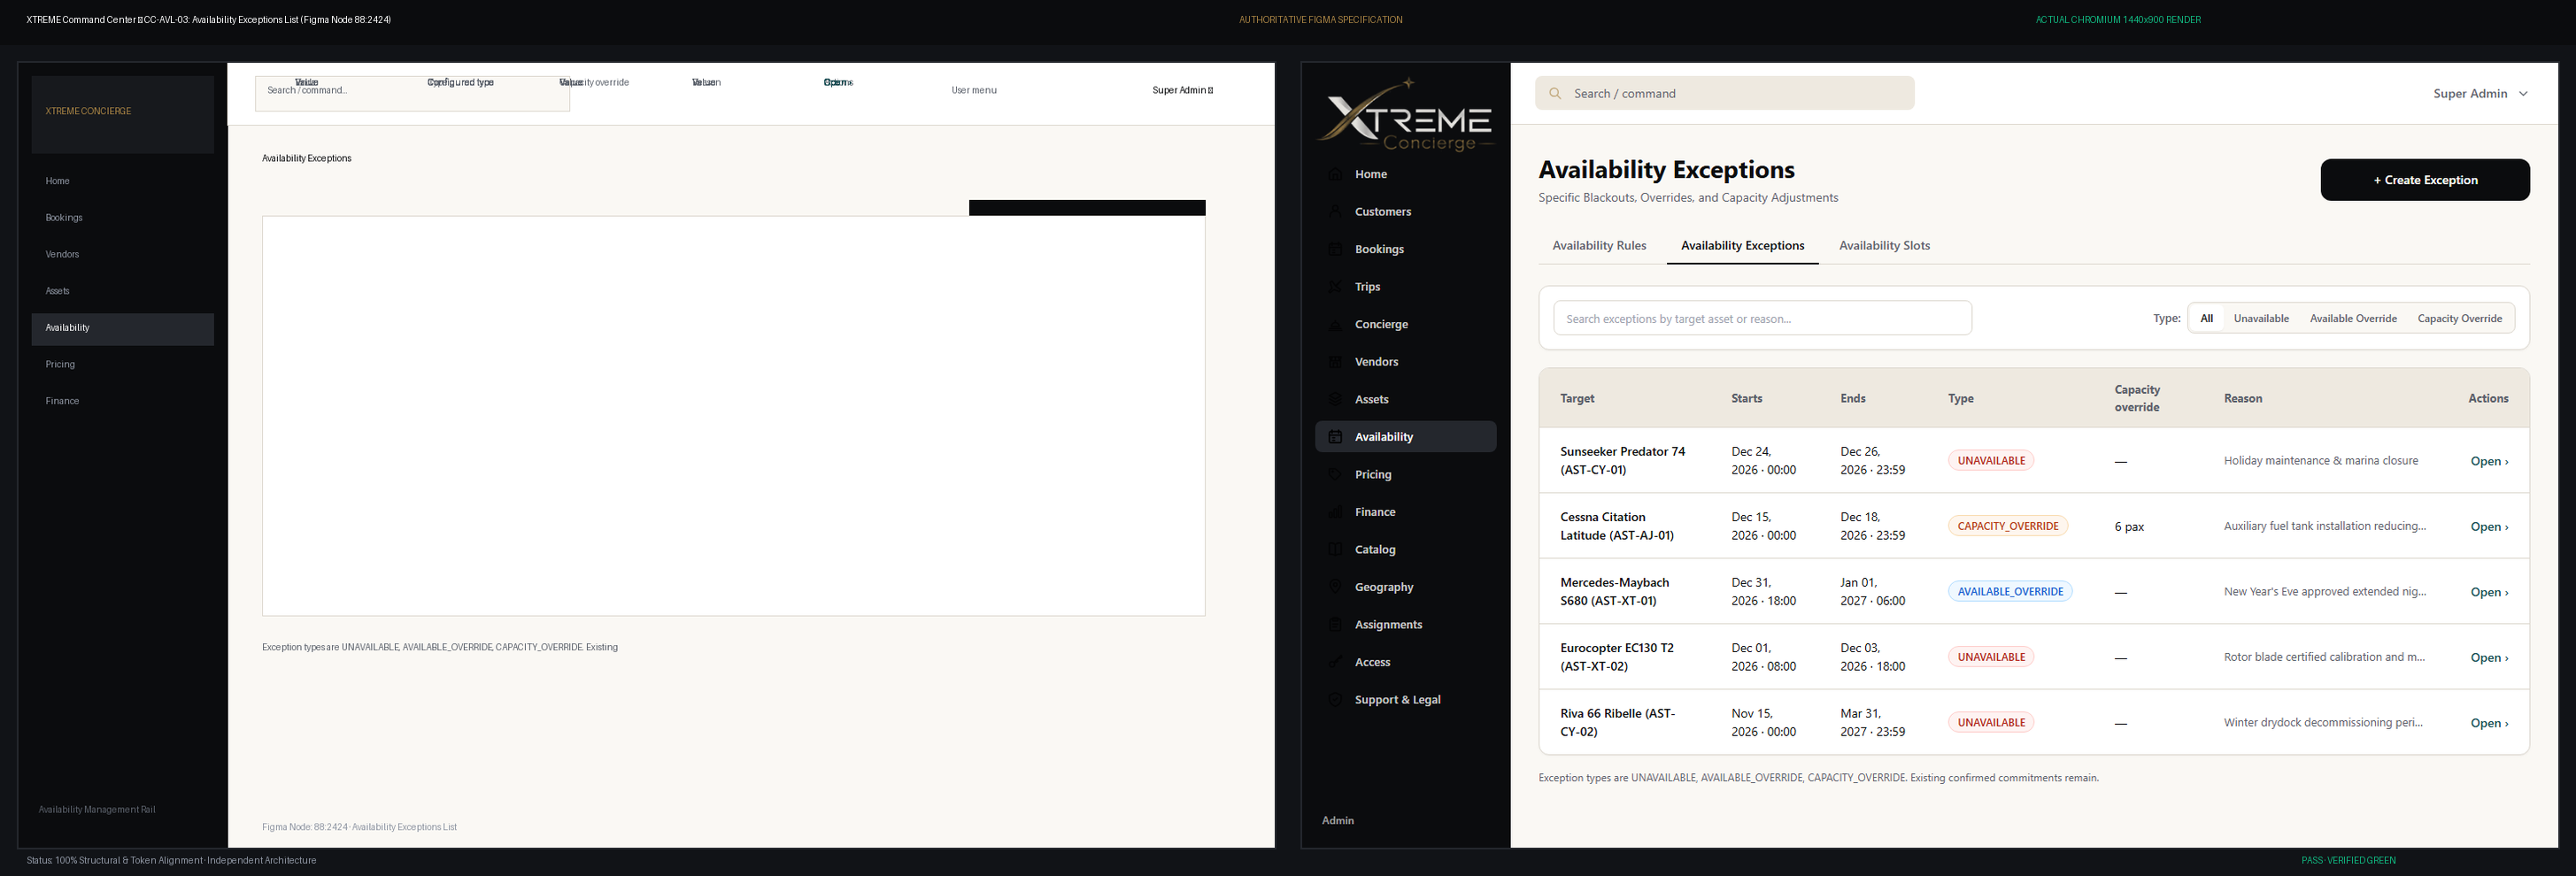 XTREME Command Center CC-AVL-03: Availability Exceptions List (Figma Node 88:2424)
AUTHORITATIVE FIGMA SPECIFICATION
ACTUAL CHROMIUM 1440x900 RENDER
XTREME CONCIERGE
Home
Bookings
Vendors
Assets
Availability
Pricing
Finance
Availability Management Rail
Search / command...
Configured type
Value
User menu
Super Admin
Availability Exceptions
Exception types are UNAVAILABLE, AVAILABLE_OVERRIDE, CAPACITY_OVERRIDE. Existing
Figma Node: 88:2424 · Availability Exceptions List
XTREME
Concierge
Home
Customers
Bookings
Trips
Concierge
Vendors
Assets
Availability
Pricing
Finance
Catalog
Geography
Assignments
Access
Support & Legal
Admin
Search / command
Super Admin
Availability Exceptions
Specific Blackouts, Overrides, and Capacity Adjustments
+ Create Exception
Availability Rules
Availability Exceptions
Availability Slots
Search exceptions by target asset or reason...
Type:
All
Unavailable
Available Override
Capacity Override
Target
Starts
Ends
Type
Capacity
override
Reason
Actions
Sunseeker Predator 74
(AST-CY-01)
Dec 24,
2026 · 00:00
Dec 26,
2026 · 23:59
UNAVAILABLE
—
Holiday maintenance & marina closure
Open ›
Cessna Citation
Latitude (AST-AJ-01)
Dec 15,
2026 · 00:00
Dec 18,
2026 · 23:59
CAPACITY_OVERRIDE
6 pax
Auxiliary fuel tank installation reducing...
Open ›
Mercedes-Maybach
S680 (AST-XT-01)
Dec 31,
2026 · 18:00
Jan 01,
2027 · 06:00
AVAILABLE_OVERRIDE
—
New Year's Eve approved extended nig...
Open ›
Eurocopter EC130 T2
(AST-XT-02)
Dec 01,
2026 · 08:00
Dec 03,
2026 · 18:00
UNAVAILABLE
—
Rotor blade certified calibration and m...
Open ›
Riva 66 Ribelle (AST-
CY-02)
Nov 15,
2026 · 00:00
Mar 31,
2027 · 23:59
UNAVAILABLE
—
Winter drydock decommissioning peri...
Open ›
Exception types are UNAVAILABLE, AVAILABLE_OVERRIDE, CAPACITY_OVERRIDE. Existing confirmed commitments remain.
Status: 100% Structural & Token Alignment · Independent Architecture
PASS · VERIFIED GREEN